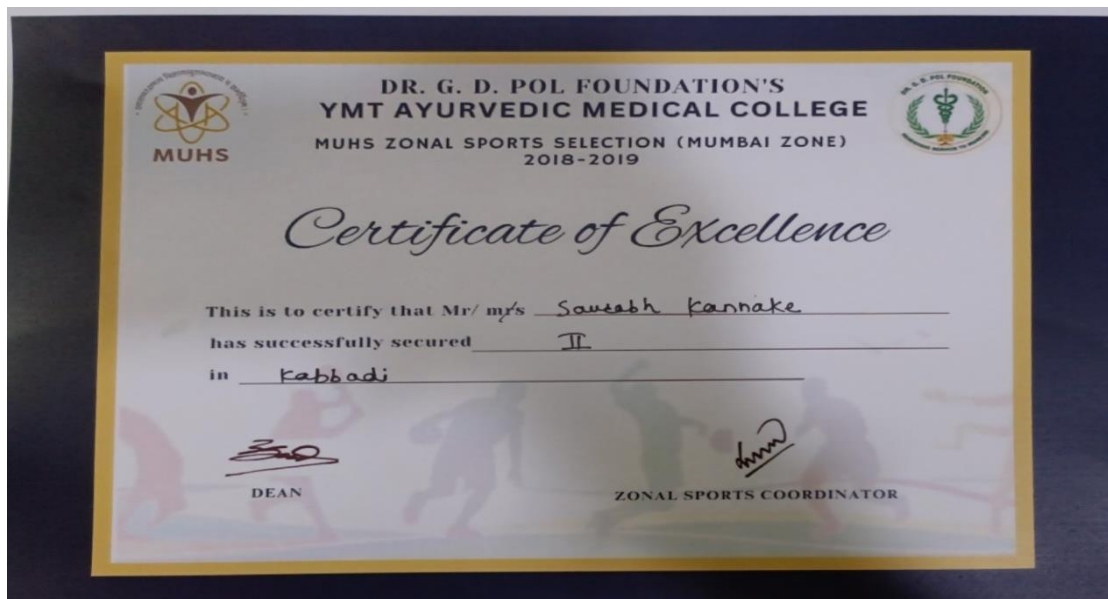 MUHS
DR. G. D. POL FOUNDATION'S
YMT AYURVEDIC MEDICAL COLLEGE
MUHS ZONAL SPORTS SELECTION (MUMBAI ZONE)
2018-2019
Certificate of Excellence
This is to certify that Mr/ mrs Saurabh Kannake
has successfully secured II
in Kabbadi
DEAN
ZONAL SPORTS COORDINATOR